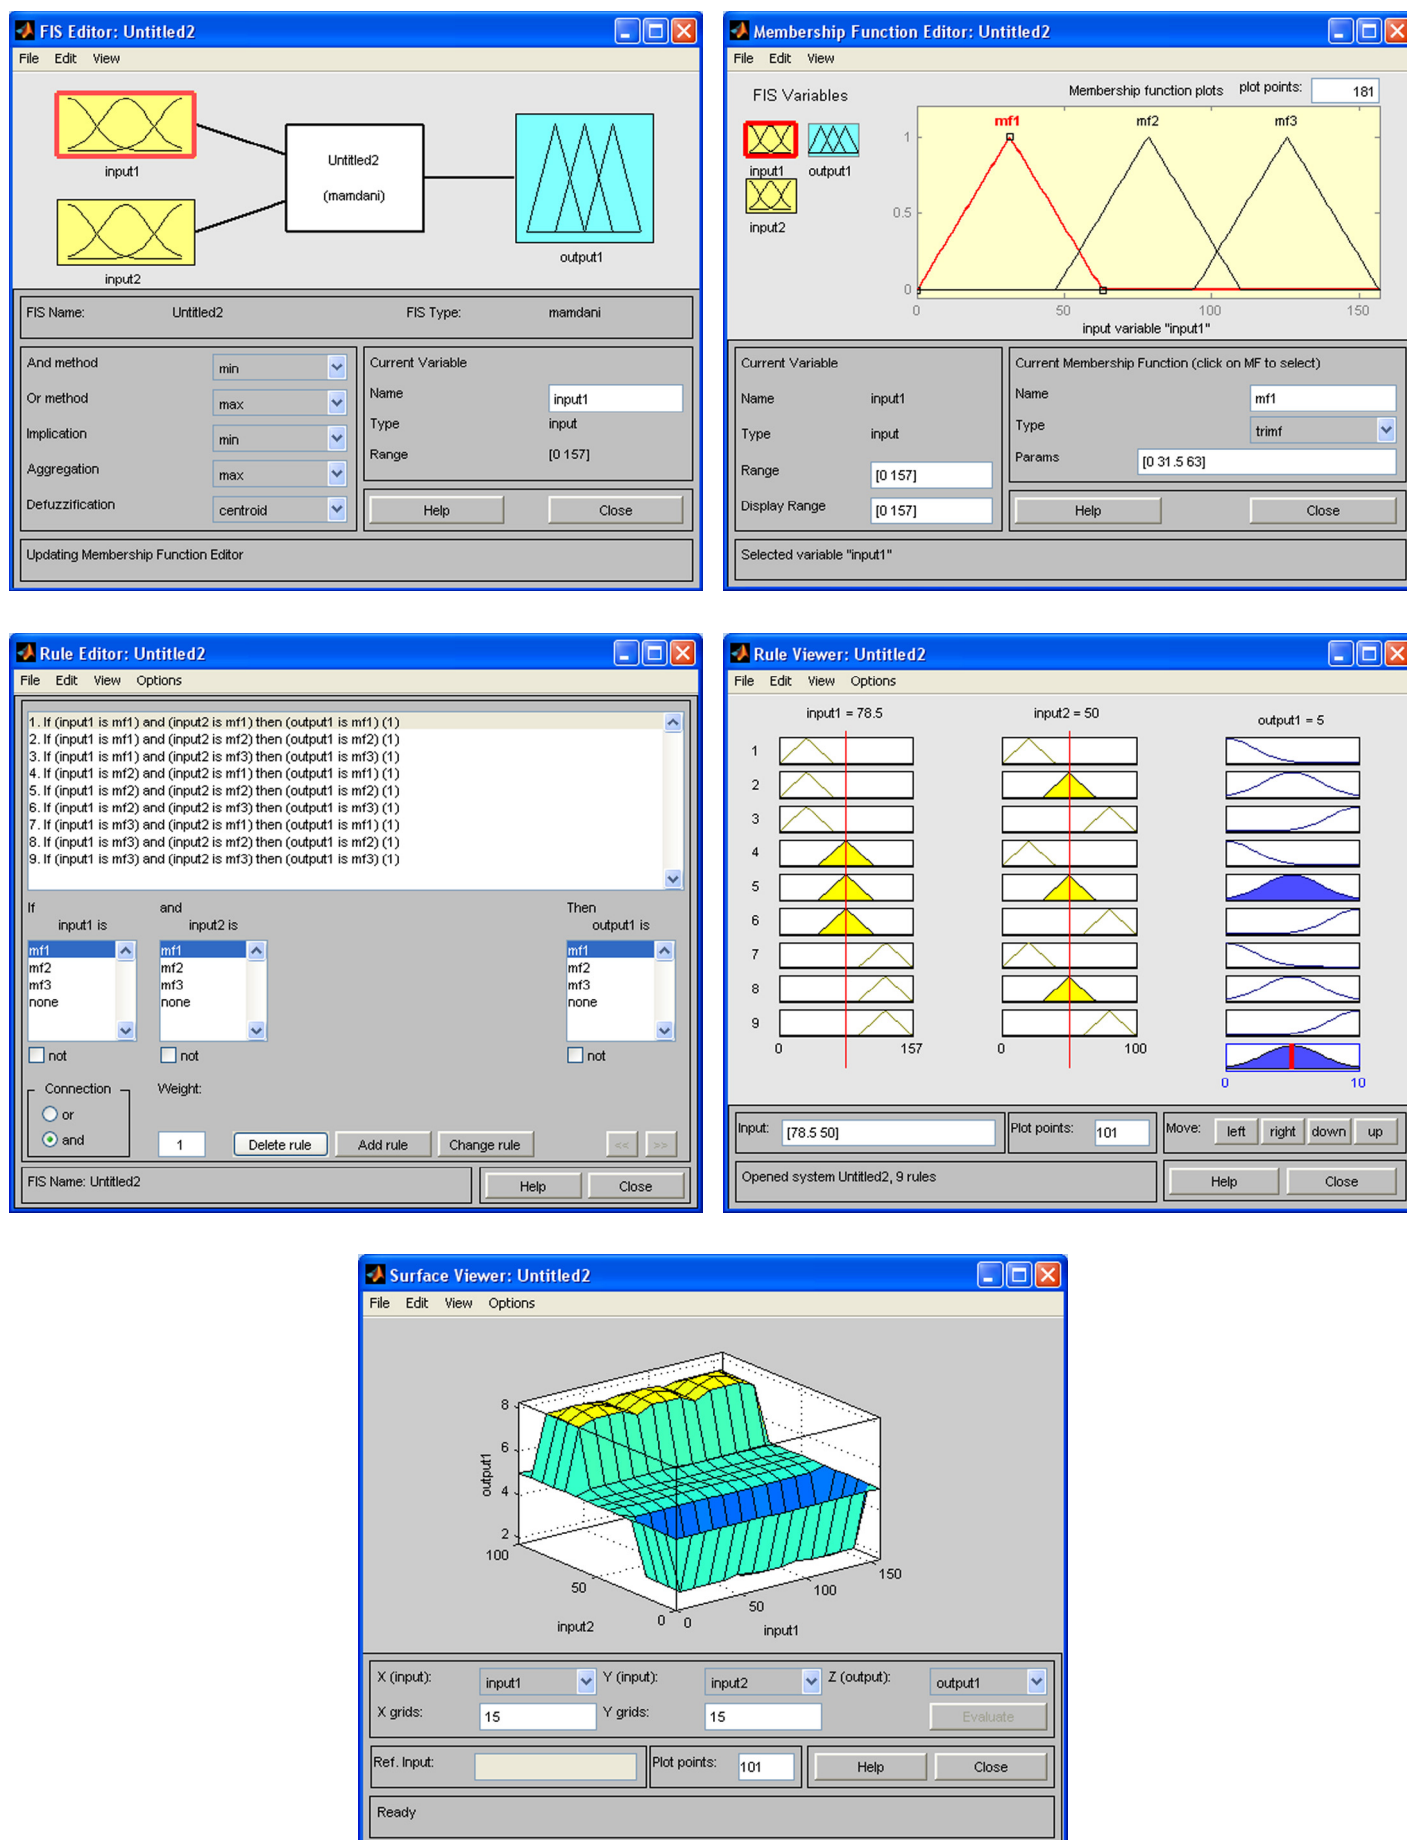 FIS Editor: Untitled2
File Edit View
input1
Untitled2
(mamdani)
output1
input2
FIS Name: Untitled2 FIS Type: mamdani
And method min
Or method max
Implication min
Aggregation max
Defuzzification centroid
Current Variable
Name input1
Type input
Range [0 157]
Help Close
Updating Membership Function Editor
Membership Function Editor: Untitled2
File Edit View
FIS Variables
Membership function plots plot points: 181
input1 output1
input2
mf1 mf2 mf3
1
0.5
0
0 50 100 150
input variable "input1"
Current Variable
Name input1
Type input
Range [0 157]
Display Range [0 157]
Current Membership Function (click on MF to select)
Name mf1
Type trimf
Params [0 31.5 63]
Help Close
Selected variable "input1"
Rule Editor: Untitled2
File Edit View Options
1. If (input1 is mf1) and (input2 is mf1) then (output1 is mf1) (1)
2. If (input1 is mf1) and (input2 is mf2) then (output1 is mf2) (1)
3. If (input1 is mf1) and (input2 is mf3) then (output1 is mf3) (1)
4. If (input1 is mf2) and (input2 is mf1) then (output1 is mf1) (1)
5. If (input1 is mf2) and (input2 is mf2) then (output1 is mf2) (1)
6. If (input1 is mf2) and (input2 is mf3) then (output1 is mf3) (1)
7. If (input1 is mf3) and (input2 is mf1) then (output1 is mf1) (1)
8. If (input1 is mf3) and (input2 is mf2) then (output1 is mf2) (1)
9. If (input1 is mf3) and (input2 is mf3) then (output1 is mf3) (1)
If and Then
input1 is input2 is output1 is
mf1 mf1 mf1
mf2 mf2 mf2
mf3 mf3 mf3
none none none
not not not
Connection Weight:
or
and 1 Delete rule Add rule Change rule << >>
FIS Name: Untitled2 Help Close
Rule Viewer: Untitled2
File Edit View Options
input1 = 78.5 input2 = 50 output1 = 5
1
2
3
4
5
6
7
8
9
0 157 0 100
0 10
Input: [78.5 50] Plot points: 101 Move: left right down up
Opened system Untitled2, 9 rules Help Close
Surface Viewer: Untitled2
File Edit View Options
8
6
4
2
output1
100
50
0
input2
0
50
100
150
input1
X (input): input1 Y (input): input2 Z (output): output1
X grids: 15 Y grids: 15 Evaluate
Ref. Input: Plot points: 101 Help Close
Ready